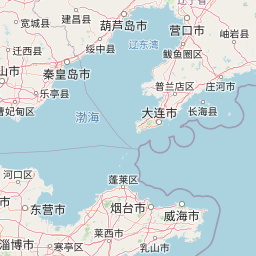 辽宁省
宽城县
建昌县
葫芦岛市
营口市
岫岩县
辽东湾
迁西县
绥中县
鲅鱼圈区
秦皇岛市
普兰店区
庄河市
山市
乐亭县
长海县
曹妃甸区
渤海
大连市
河口区
蓬莱区
东营市
烟台市
威海市
莱西市
淄博市
寒亭区
乳山市